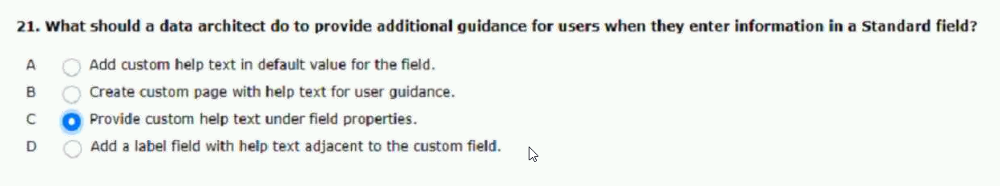 21. What should a data architect do to provide additional guidance for users when they enter information in a Standard field?
A Add custom help text in default value for the field.
B Create custom page with help text for user guidance.
C Provide custom help text under field properties.
D Add a label field with help text adjacent to the custom field.